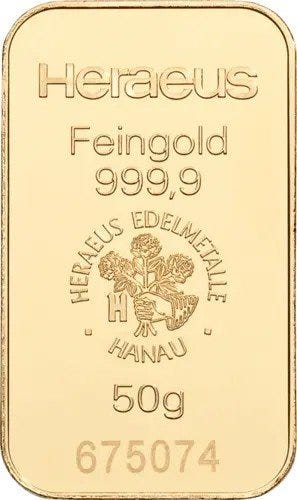 Heraeus
Feingold
999,9
HERAEUS EDELMETALLE
H
· HANAU ·
50g
675074